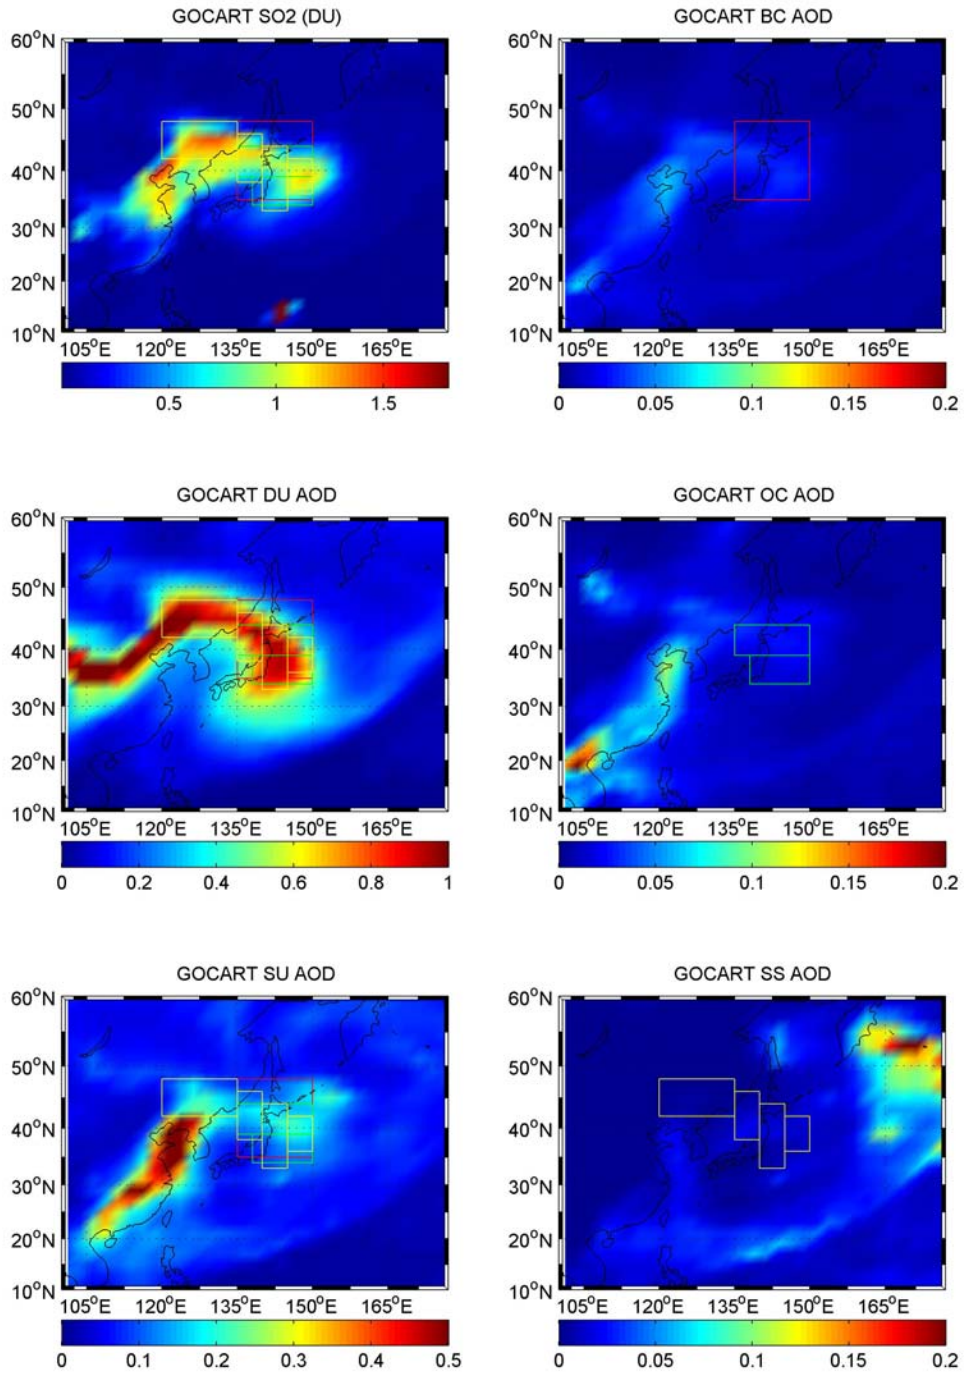 GOCART SO2 (DU)
60°N
50°N
40°N
30°N
20°N
10°N
105°E 120°E 135°E 150°E 165°E
0.5 1 1.5
GOCART BC AOD
60°N
50°N
40°N
30°N
20°N
10°N
105°E 120°E 135°E 150°E 165°E
0 0.05 0.1 0.15 0.2
GOCART DU AOD
60°N
50°N
40°N
30°N
20°N
10°N
105°E 120°E 135°E 150°E 165°E
0 0.2 0.4 0.6 0.8 1
GOCART OC AOD
60°N
50°N
40°N
30°N
20°N
10°N
105°E 120°E 135°E 150°E 165°E
0 0.05 0.1 0.15 0.2
GOCART SU AOD
60°N
50°N
40°N
30°N
20°N
10°N
105°E 120°E 135°E 150°E 165°E
0 0.1 0.2 0.3 0.4 0.5
GOCART SS AOD
60°N
50°N
40°N
30°N
20°N
10°N
105°E 120°E 135°E 150°E 165°E
0 0.05 0.1 0.15 0.2